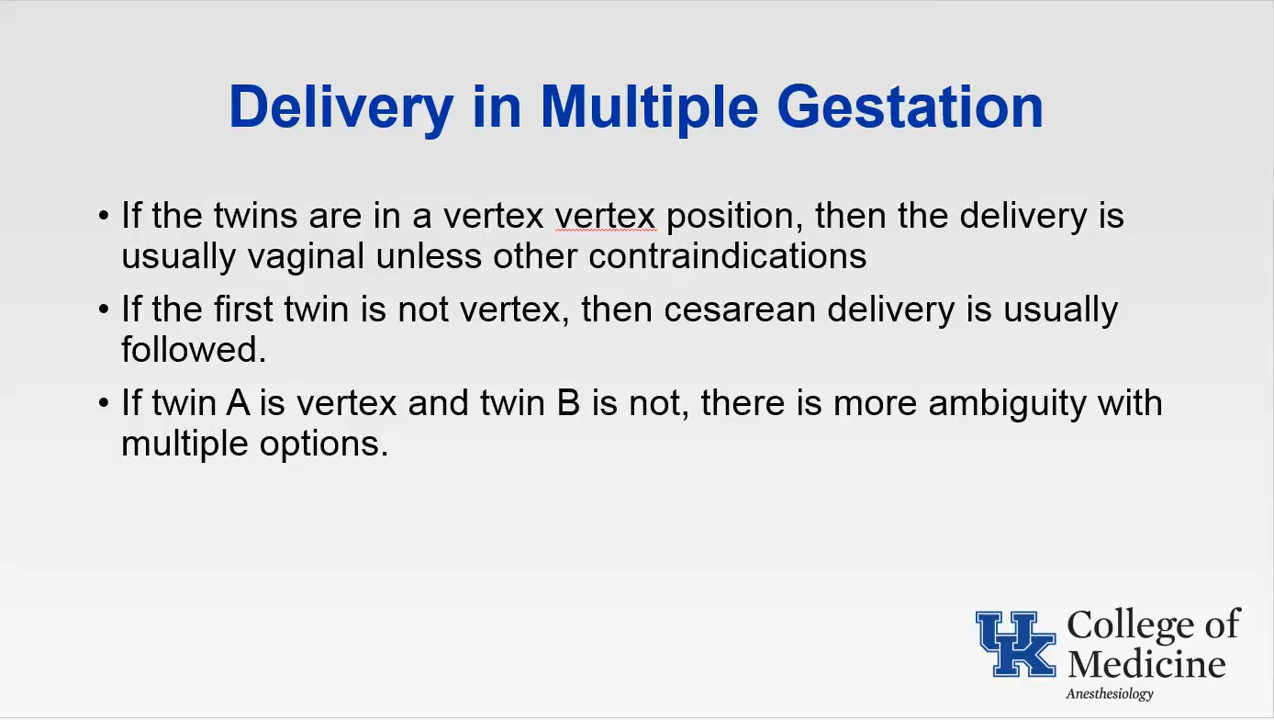 Delivery in Multiple Gestation
• If the twins are in a vertex vertex position, then the delivery is
usually vaginal unless other contraindications
• If the first twin is not vertex, then cesarean delivery is usually
followed.
• If twin A is vertex and twin B is not, there is more ambiguity with
multiple options.
UK College of
Medicine
Anesthesiology